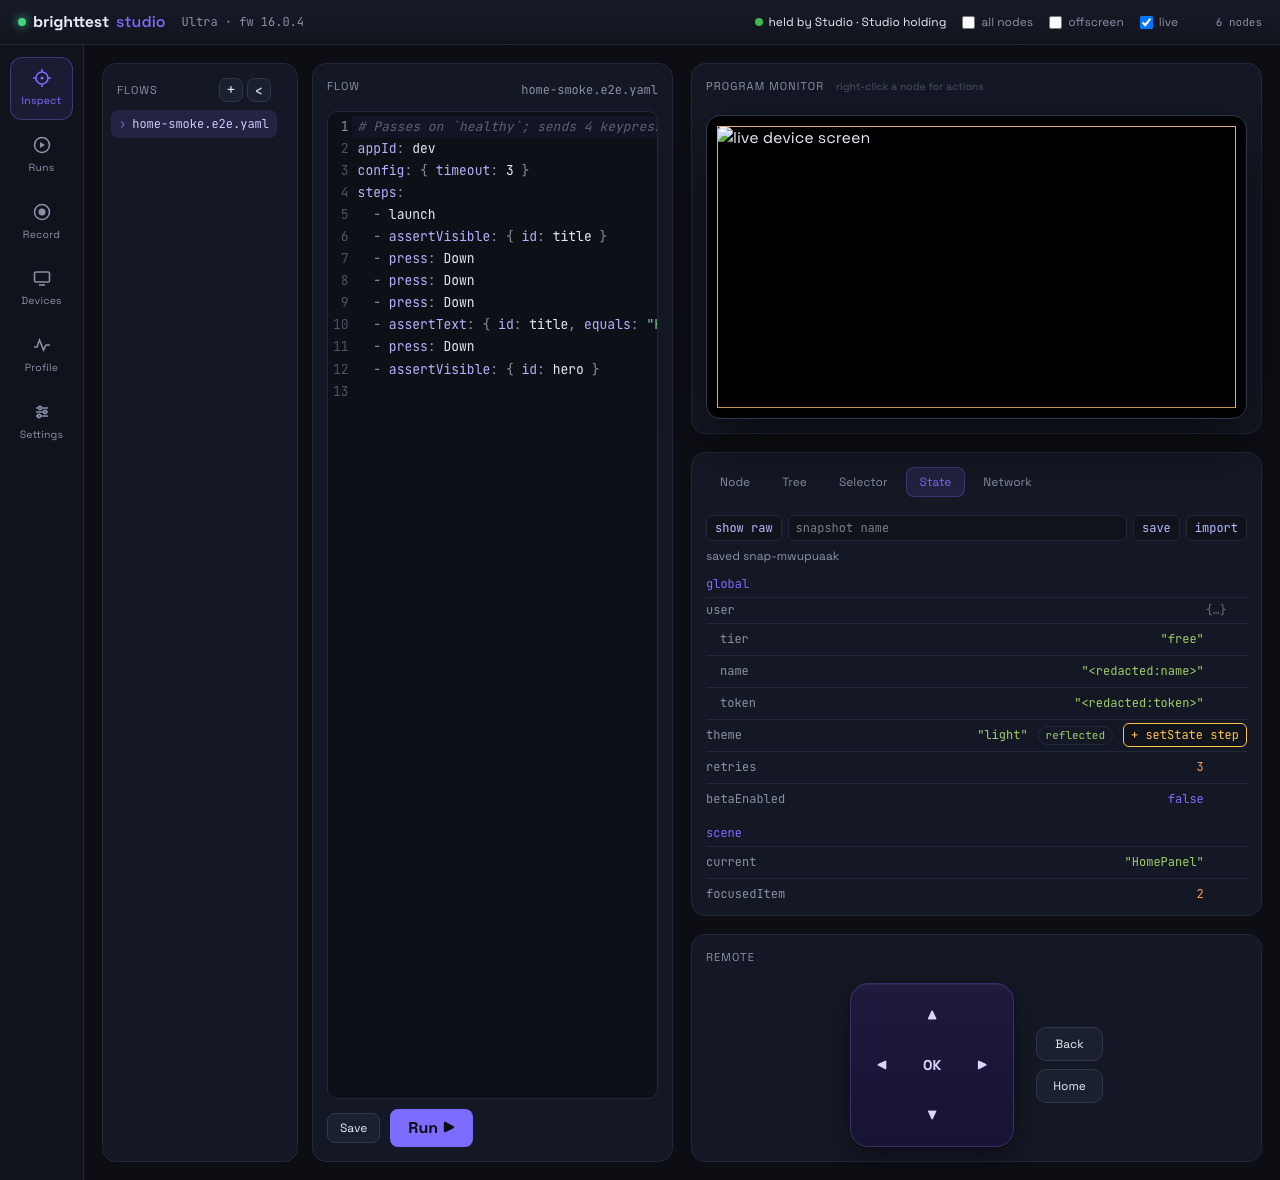 brighttest studio Ultra · fw 16.0.4 held by Studio · Studio holding all nodes offscreen live 6 nodes
Inspect
Runs
Record
Devices
Profile
Settings
FLOWS + <
› home-smoke.e2e.yaml
FLOW home-smoke.e2e.yaml
1 # Passes on `healthy`; sends 4 keypres
2 appId: dev
3 config: { timeout: 3 }
4 steps:
5 - launch
6 - assertVisible: { id: title }
7 - press: Down
8 - press: Down
9 - press: Down
10 - assertText: { id: title, equals: "
11 - press: Down
12 - assertVisible: { id: hero }
13
Save Run ▶
PROGRAM MONITOR right-click a node for actions
live device screen
Node Tree Selector State Network
show raw snapshot name save import
saved snap-mwupuaak
global
user {…}
tier "free"
name "<redacted:name>"
token "<redacted:token>"
theme "light" reflected + setState step
retries 3
betaEnabled false
scene
current "HomePanel"
focusedItem 2
REMOTE
▲
◀ OK ▶
▼
Back
Home